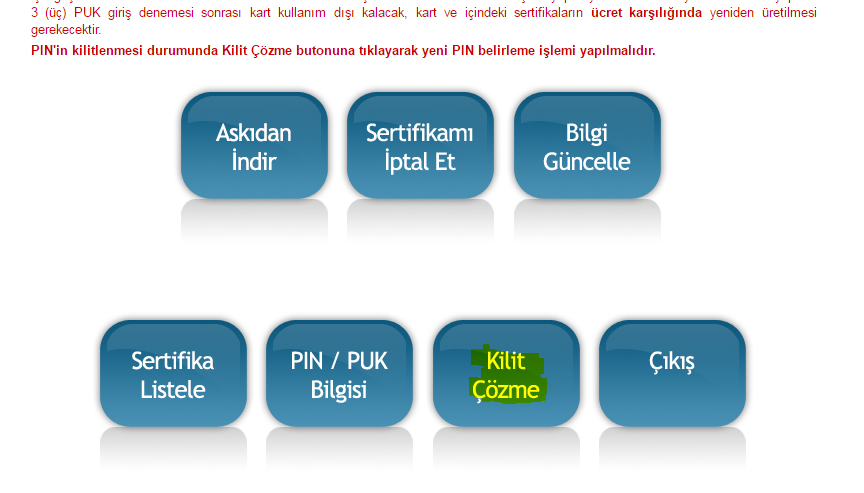 3 (üç) PUK giriş denemesi sonrası kart kullanım dışı kalacak, kart ve içindeki sertifikaların ücret karşılığında yeniden üretilmesi
gerekecektir.
PIN'in kilitlenmesi durumunda Kilit Çözme butonuna tıklayarak yeni PIN belirleme işlemi yapılmalıdır.
Askıdan
İndir
Sertifikamı
İptal Et
Bilgi
Güncelle
Sertifika
Listele
PIN / PUK
Bilgisi
Kilit
Çözme
Çıkış